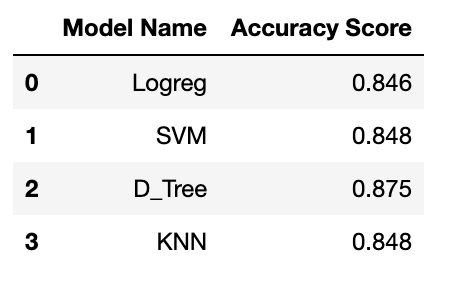 Model Name Accuracy Score
0 Logreg 0.846
1 SVM 0.848
2 D_Tree 0.875
3 KNN 0.848